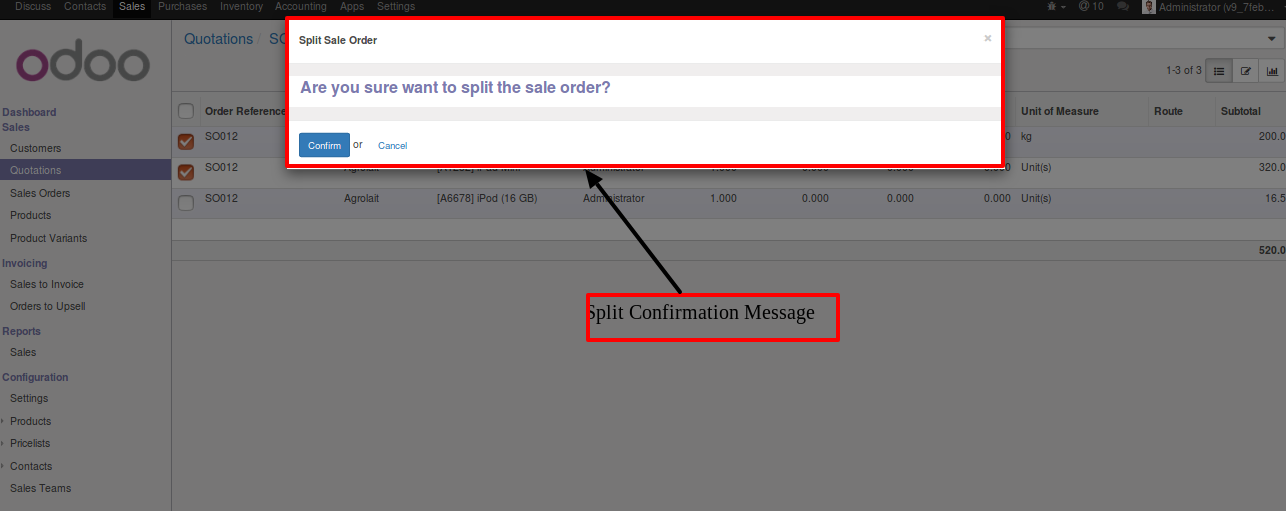 Discuss Contacts Sales Purchases Inventory Accounting Apps Settings @ 10 Administrator (v9_7feb...
odoo
Quotations / SO
Split Sale Order ×
Are you sure want to split the sale order?
Confirm or Cancel
1-3 of 3
Order Reference Unit of Measure Route Subtotal
SO012 kg 200.0
SO012 Unit(s) 320.0
SO012 Agrolait [A6678] iPod (16 GB) Administrator 1.000 0.000 0.000 0.000 Unit(s) 16.5
520.0
Split Confirmation Message
Dashboard
Sales
Customers
Quotations
Sales Orders
Products
Product Variants
Invoicing
Sales to Invoice
Orders to Upsell
Reports
Sales
Configuration
Settings
Products
Pricelists
Contacts
Sales Teams